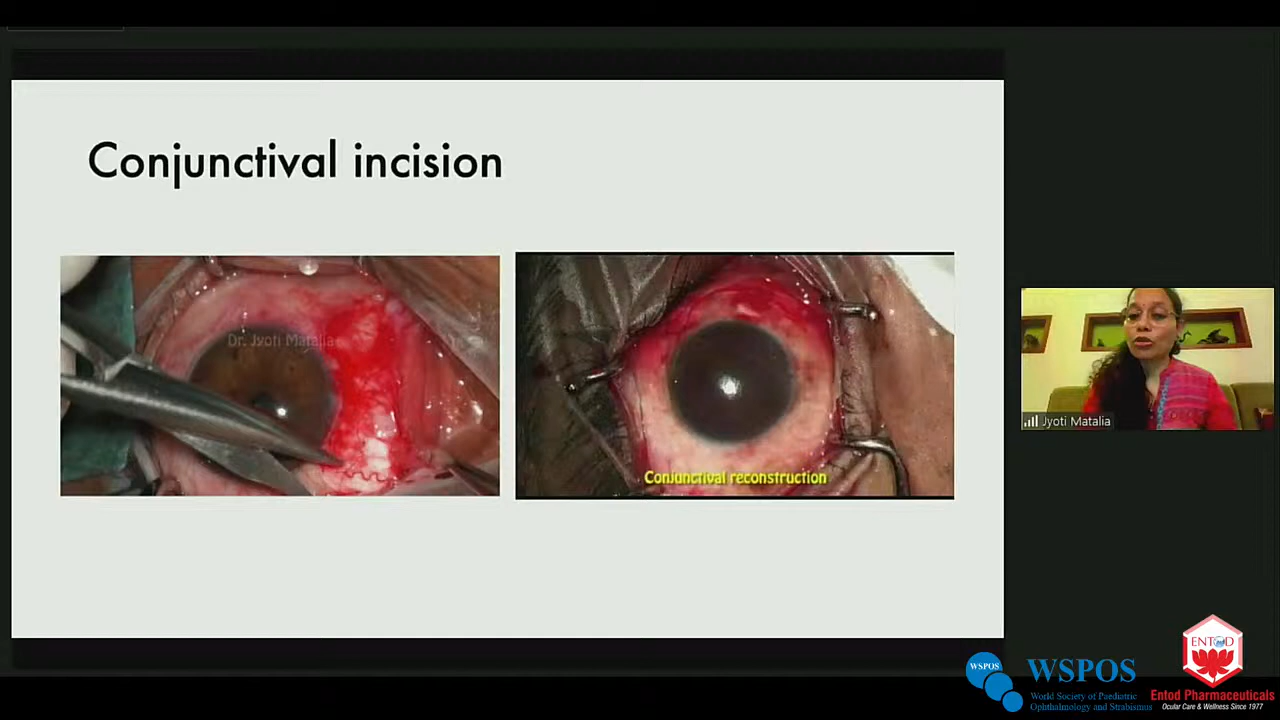 Conjunctival incision
Dr. Jyoti Matalia
Conjunctival reconstruction
Jyoti Matalia
WSPOS
WSPOS
World Society of Paediatric
Ophthalmology and Strabismus
ENTOD
Entod Pharmaceuticals
Ocular Care & Wellness Since 1977